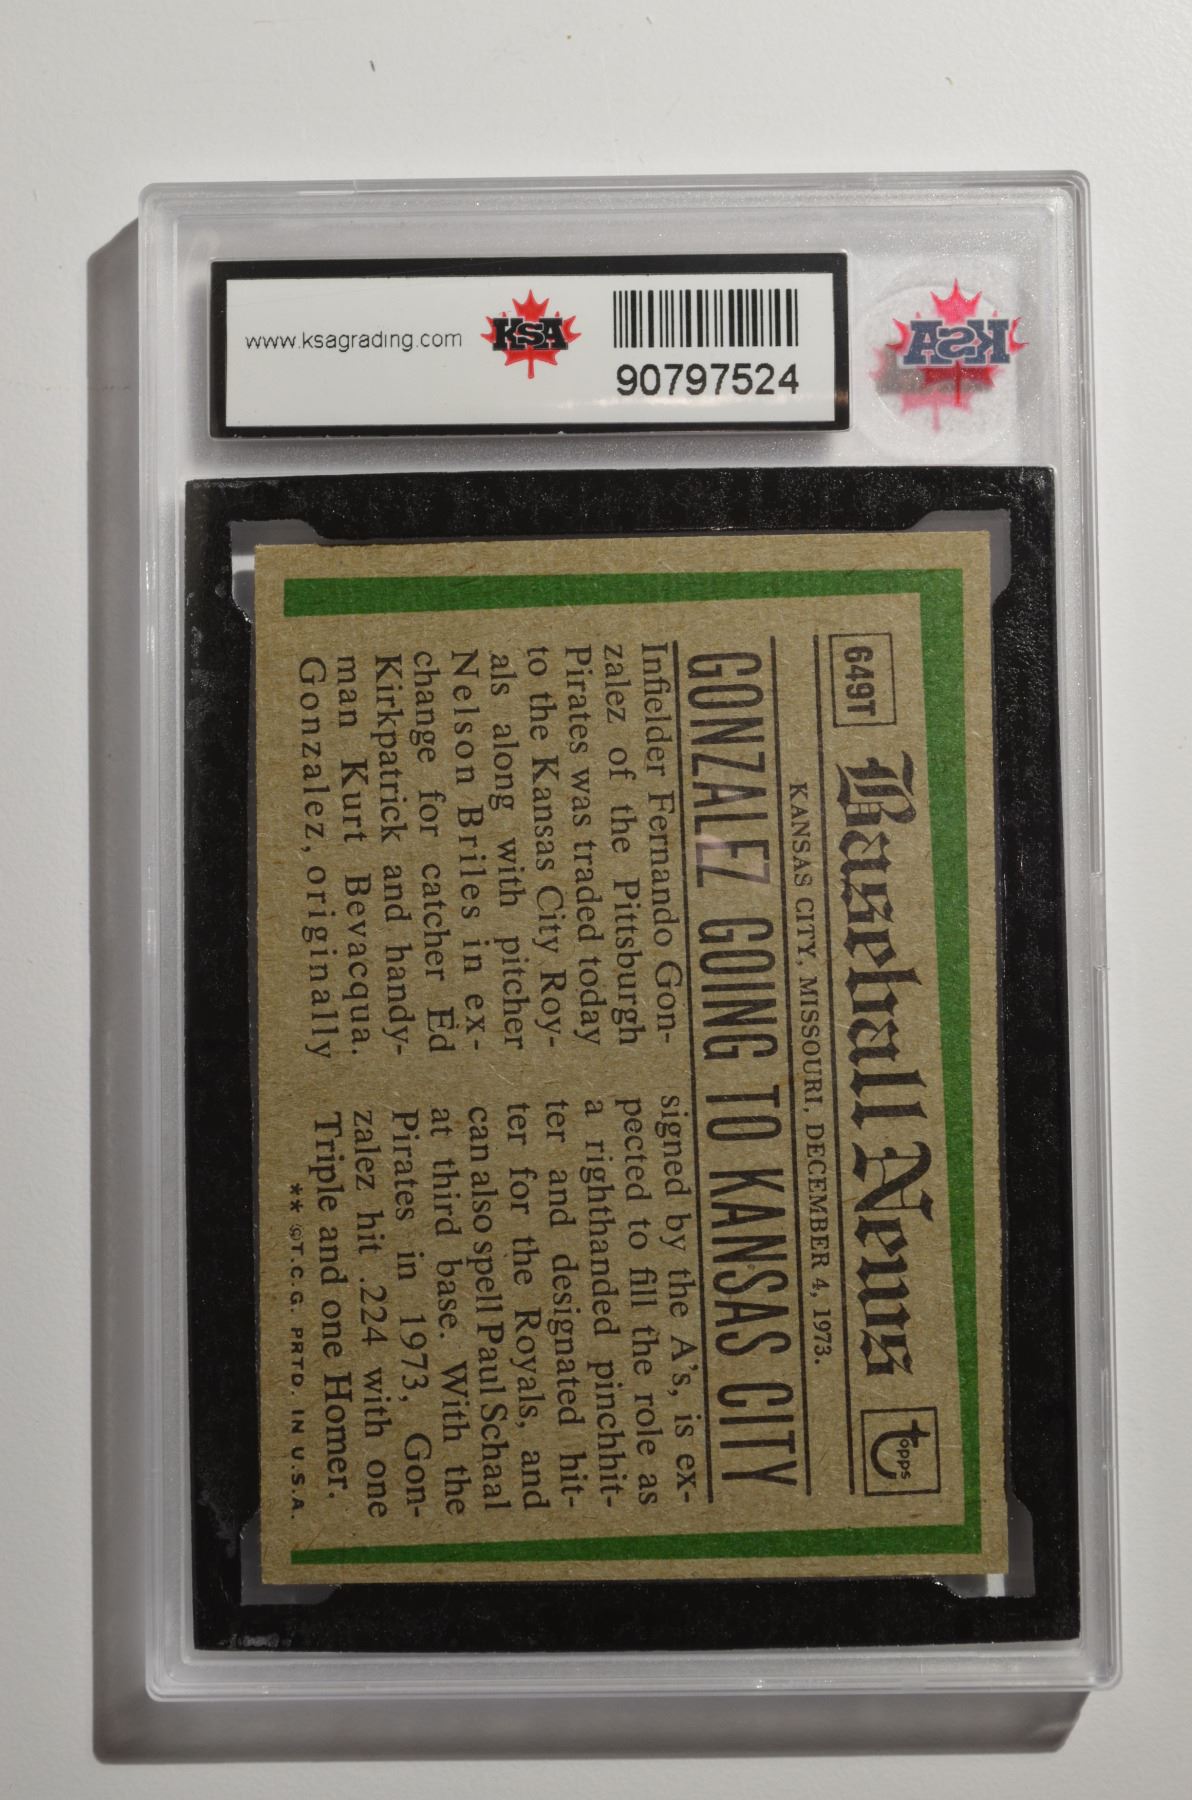 www.ksagrading.com
KSA
90797524
KSA
649T
Baseball News
topps
KANSAS CITY, MISSOURI, DECEMBER 4, 1973.
GONZALEZ GOING TO KANSAS CITY
Infielder Fernando Gon-
zalez of the Pittsburgh
Pirates was traded today
to the Kansas City Roy-
als along with pitcher
Nelson Briles in ex-
change for catcher Ed
Kirkpatrick and handy-
man Kurt Bevacqua.
Gonzalez, originally
signed by the A's, is ex-
pected to fill the role as
a righthanded pinchhit-
ter and designated hit-
ter for the Royals, and
can also spell Paul Schaal
at third base. With the
Pirates in 1973, Gon-
zalez hit .224 with one
Triple and one Homer.
** ©T.C.G. PRTD. IN U.S.A.